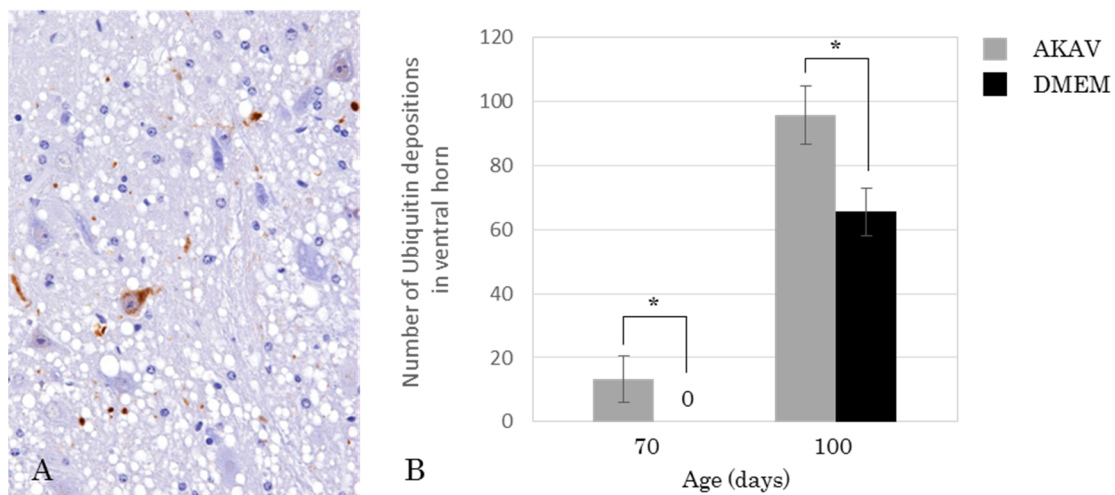 A
B
Number of Ubiquitin depositions
in ventral horn
120
100
80
60
40
20
0
*
0
*
70
100
Age (days)
AKAV
DMEM